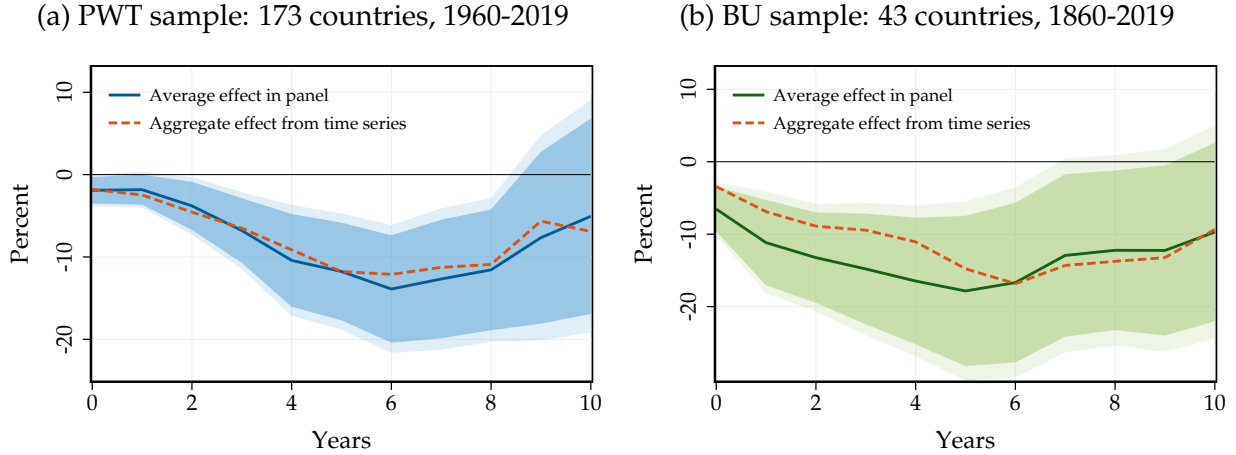 (a) PWT sample: 173 countries, 1960-2019
10
0
-10
-20
Percent
Average effect in panel
Aggregate effect from time series
0 2 4 6 8 10
Years
(b) BU sample: 43 countries, 1860-2019
10
0
-10
-20
Percent
Average effect in panel
Aggregate effect from time series
0 2 4 6 8 10
Years